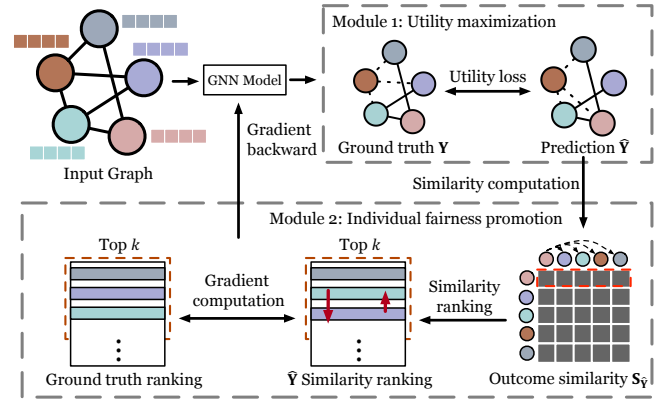 Module 1: Utility maximization
GNN Model
Utility loss
Gradient
backward
Input Graph
Ground truth Y
Prediction Ŷ
Similarity computation
Module 2: Individual fairness promotion
Top k
Top k
Gradient
computation
Similarity
ranking
Ground truth ranking
Ŷ Similarity ranking
Outcome similarity S_Ŷ